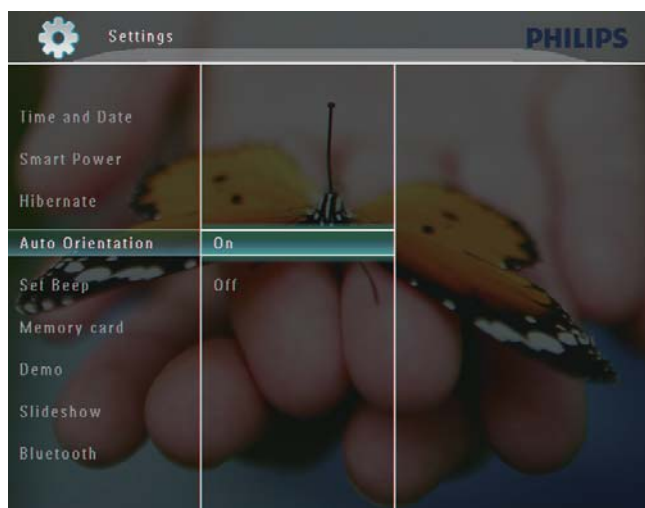 Settings
PHILIPS
Time and Date
Smart Power
Hibernate
Auto Orientation
On
Set Beep
Off
Memory card
Demo
Slideshow
Bluetooth